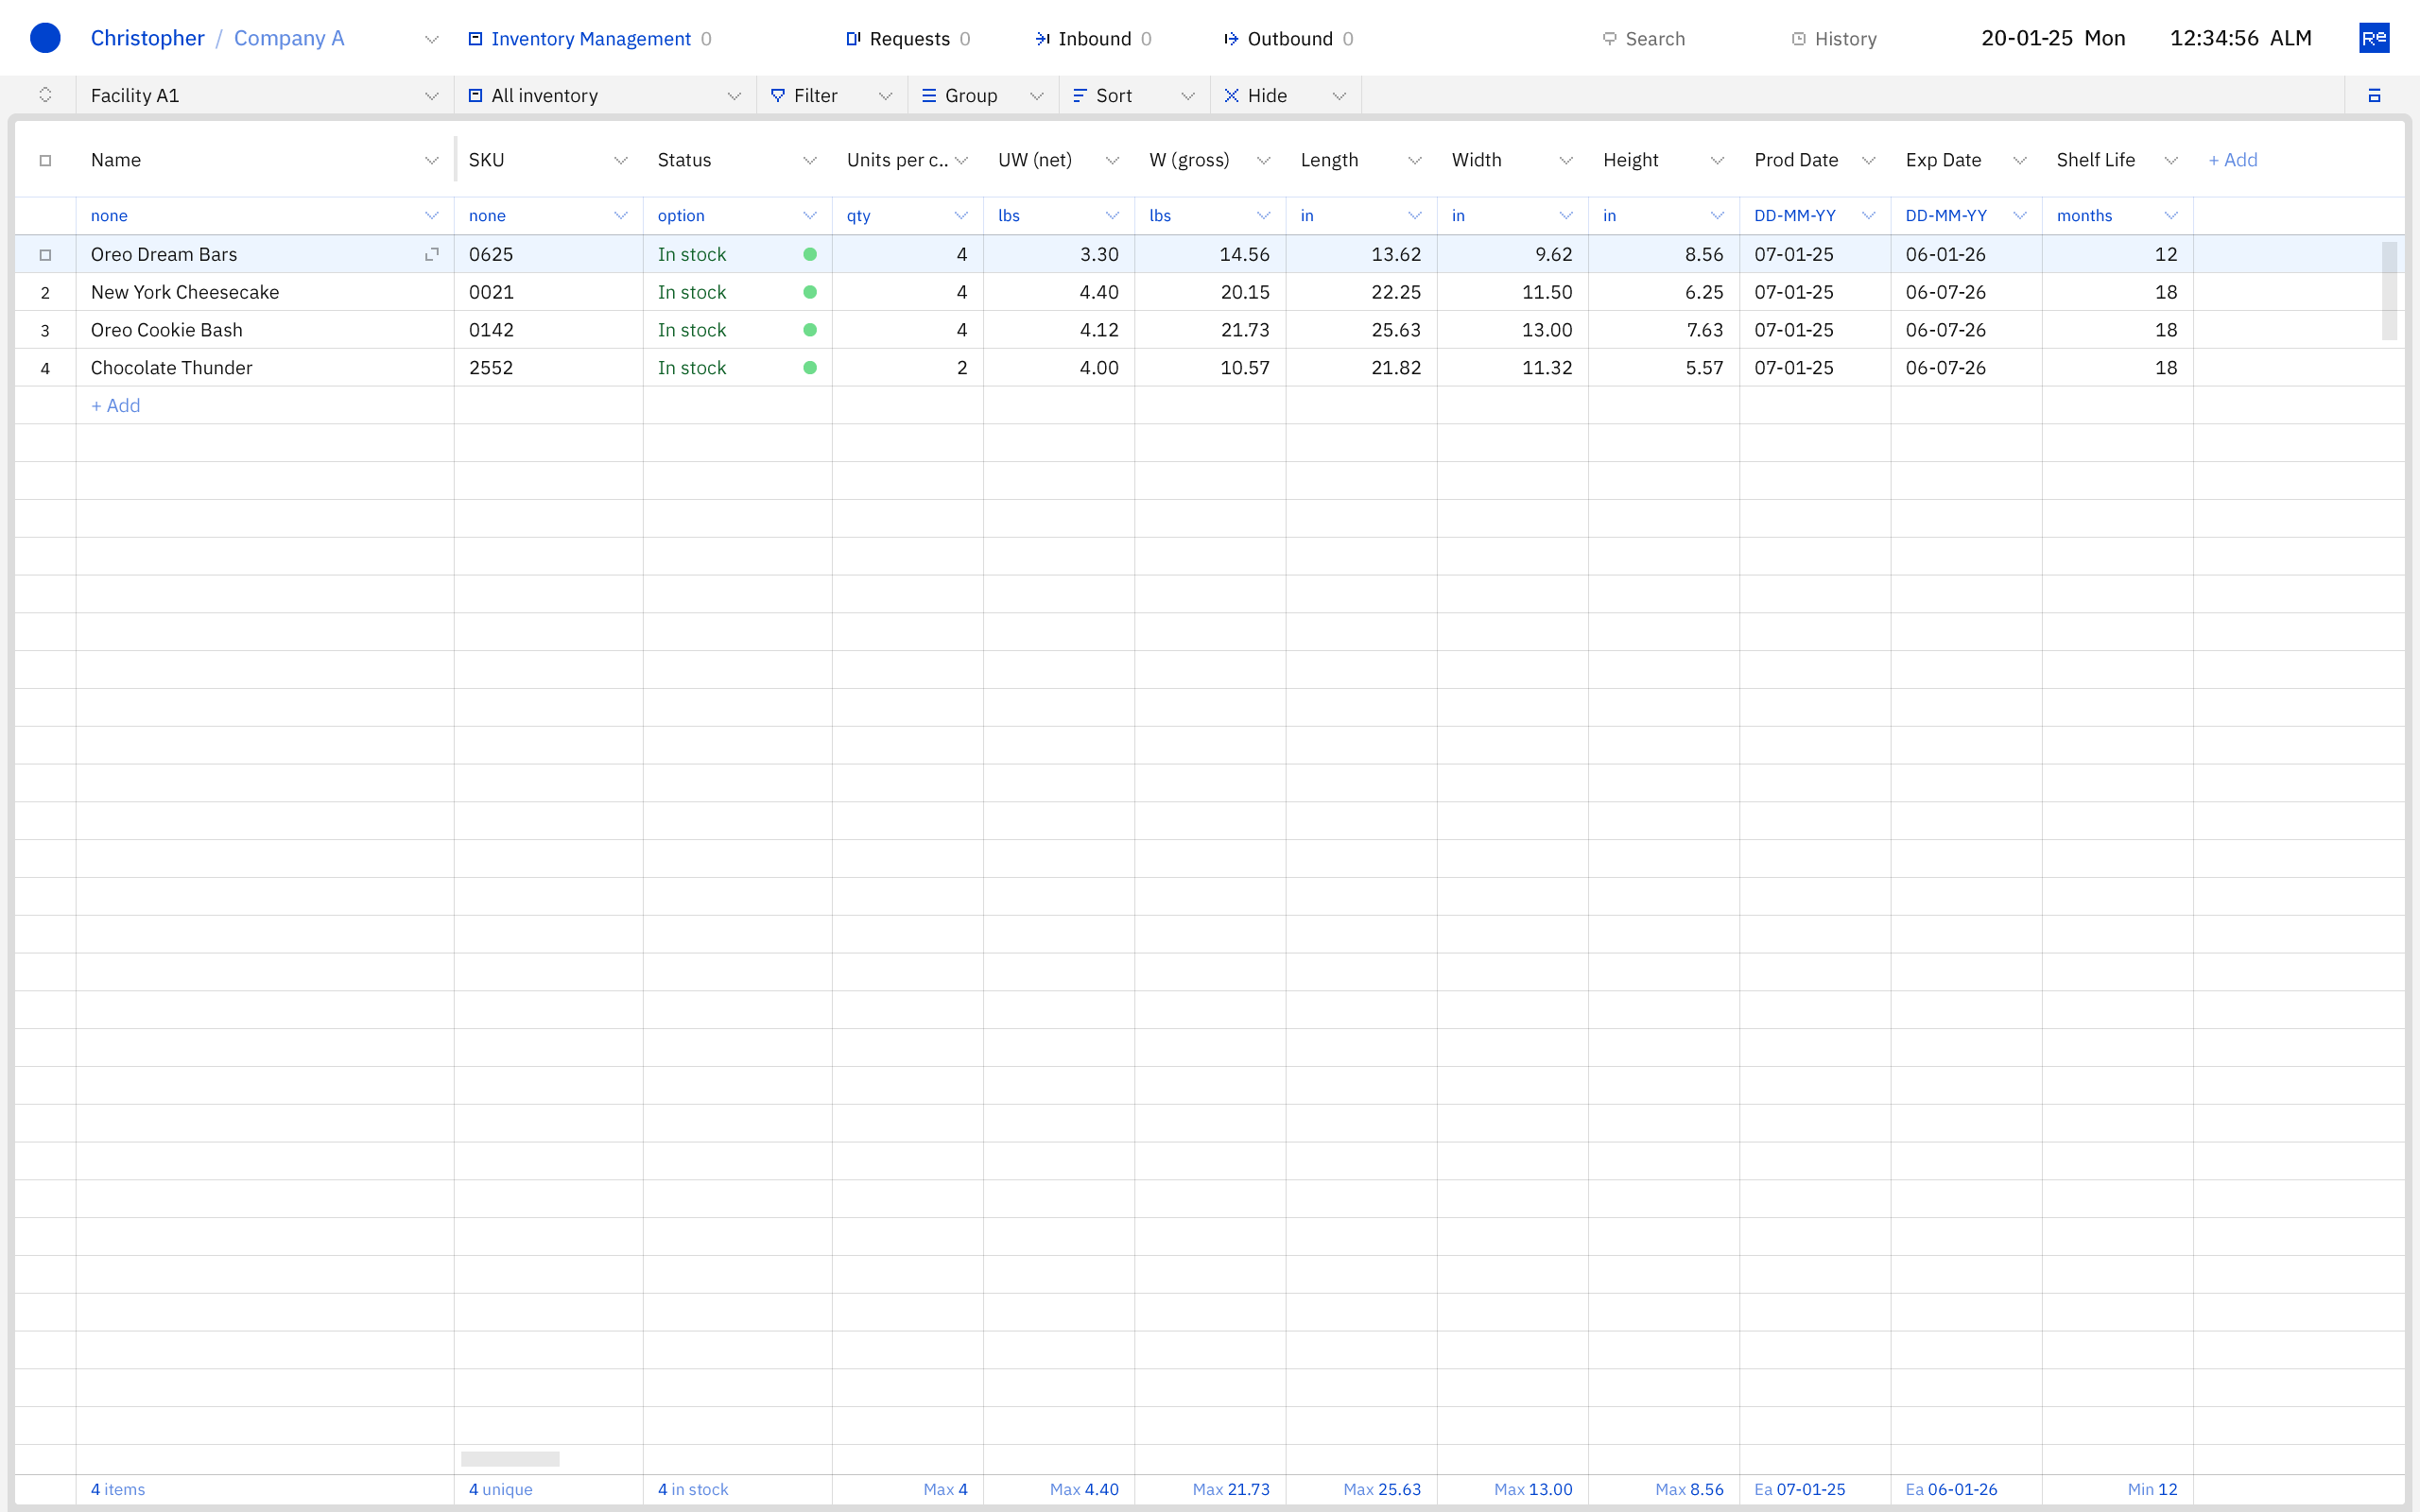 Christopher / Company A Inventory Management 0 Requests 0 Inbound 0 Outbound 0 Search History 20-01-25 Mon 12:34:56 ALM Re
Facility A1 All inventory Filter Group Sort Hide
Name SKU Status Units per c.. UW (net) W (gross) Length Width Height Prod Date Exp Date Shelf Life + Add
none none option qty lbs lbs in in in DD-MM-YY DD-MM-YY months
Oreo Dream Bars 0625 In stock 4 3.30 14.56 13.62 9.62 8.56 07-01-25 06-01-26 12
2 New York Cheesecake 0021 In stock 4 4.40 20.15 22.25 11.50 6.25 07-01-25 06-07-26 18
3 Oreo Cookie Bash 0142 In stock 4 4.12 21.73 25.63 13.00 7.63 07-01-25 06-07-26 18
4 Chocolate Thunder 2552 In stock 2 4.00 10.57 21.82 11.32 5.57 07-01-25 06-07-26 18
+ Add
4 items 4 unique 4 in stock Max 4 Max 4.40 Max 21.73 Max 25.63 Max 13.00 Max 8.56 Ea 07-01-25 Ea 06-01-26 Min 12